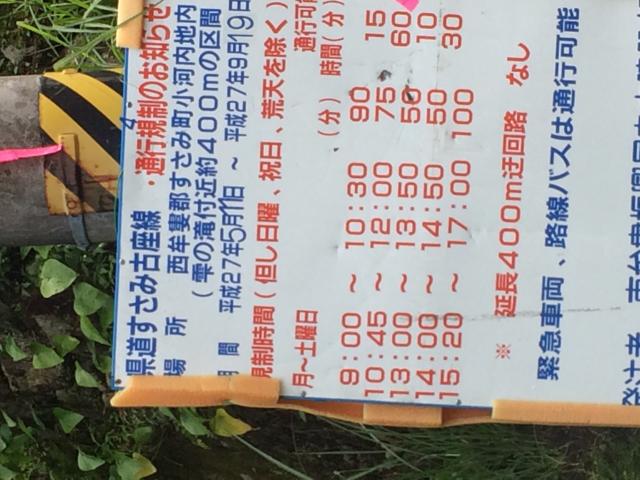 県道すさみ古座線 ・通行規制のお知らせ
場 所 西牟婁郡すさみ町小河内地内
(雫の滝付近約400mの区間
期 間 平成27年5月11日 ～ 平成27年9月19日
規制時間(但し日曜、祝日、荒天を除く) 通行可
月～土曜日 (分) 時間(分)
9:00 ～ 10:30 90 15
10:45 ～ 12:00 75 60
13:00 ～ 13:50 50 10
14:00 ～ 14:50 50 30
15:20 ～ 17:00 100
※ 延長400m迂回路 なし
緊急車両、路線バスは通行可能
発注者